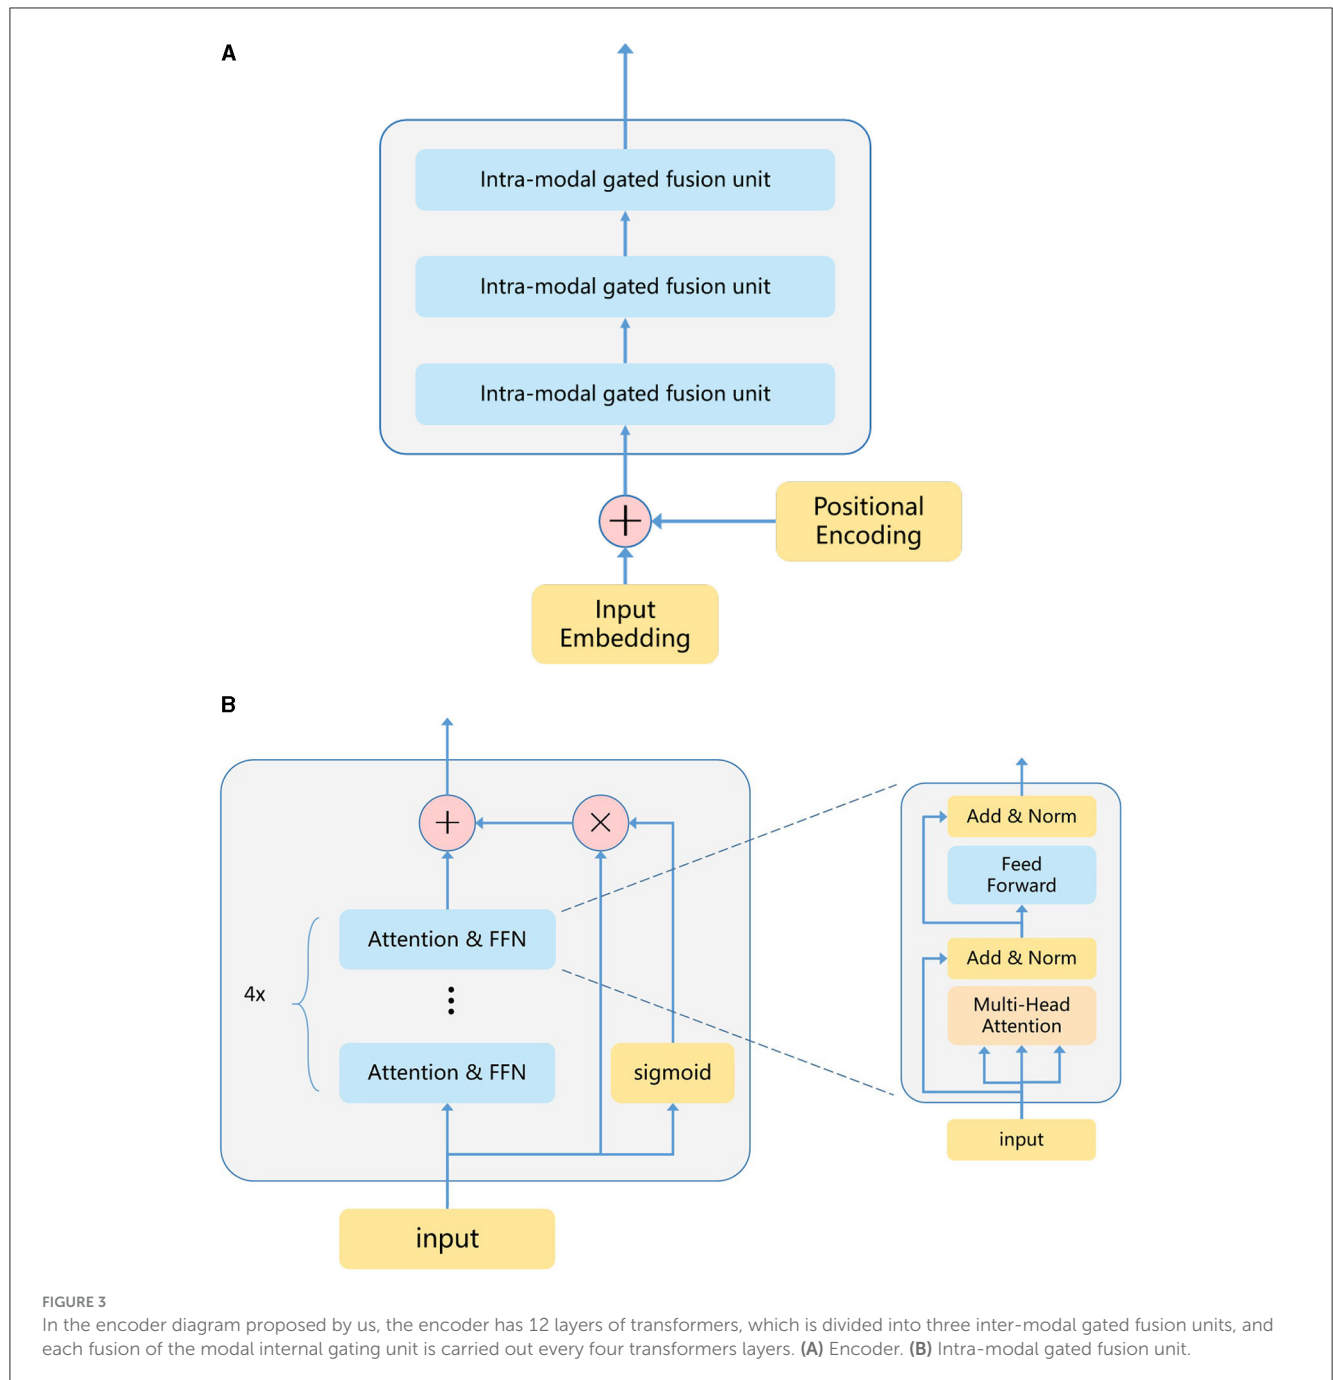 A
Intra-modal gated fusion unit
Intra-modal gated fusion unit
Intra-modal gated fusion unit
+
Positional
Encoding
Input
Embedding
B
+
×
Attention & FFN
4x
⋮
Attention & FFN
sigmoid
input
Add & Norm
Feed
Forward
Add & Norm
Multi-Head
Attention
input
FIGURE 3
In the encoder diagram proposed by us, the encoder has 12 layers of transformers, which is divided into three inter-modal gated fusion units, and
each fusion of the modal internal gating unit is carried out every four transformers layers. (A) Encoder. (B) Intra-modal gated fusion unit.